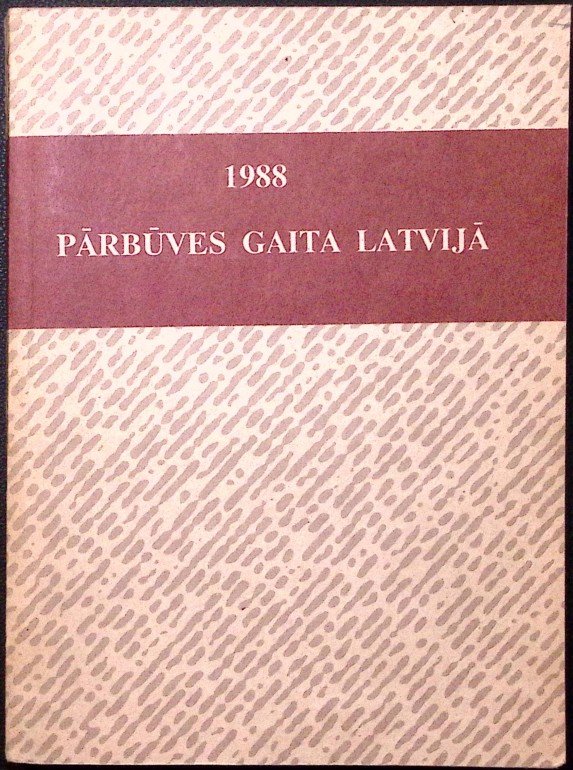 1988
PĀRBŪVES GAITA LATVIJĀ